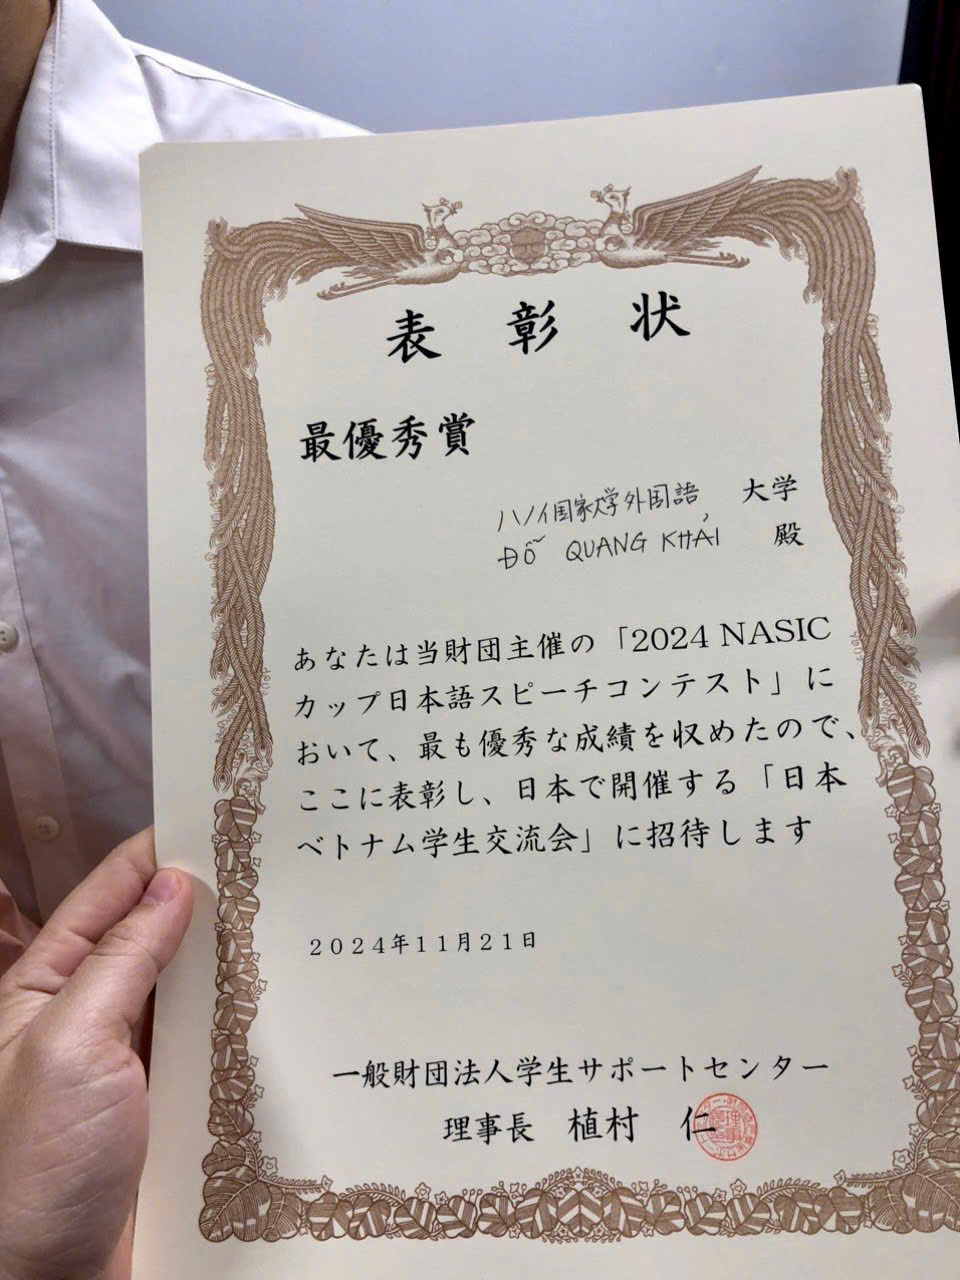 表彰状
最優秀賞
ハノイ国家大学外国語 大学
ĐỖ QUANG KHẢI 殿
あなたは当財団主催の「2024 NASIC
カップ日本語スピーチコンテスト」に
おいて、最も優秀な成績を収めたので、
ここに表彰し、日本で開催する「日本
ベトナム学生交流会」に招待します
2024年11月21日
一般財団法人学生サポートセンター
理事長 植村 仁